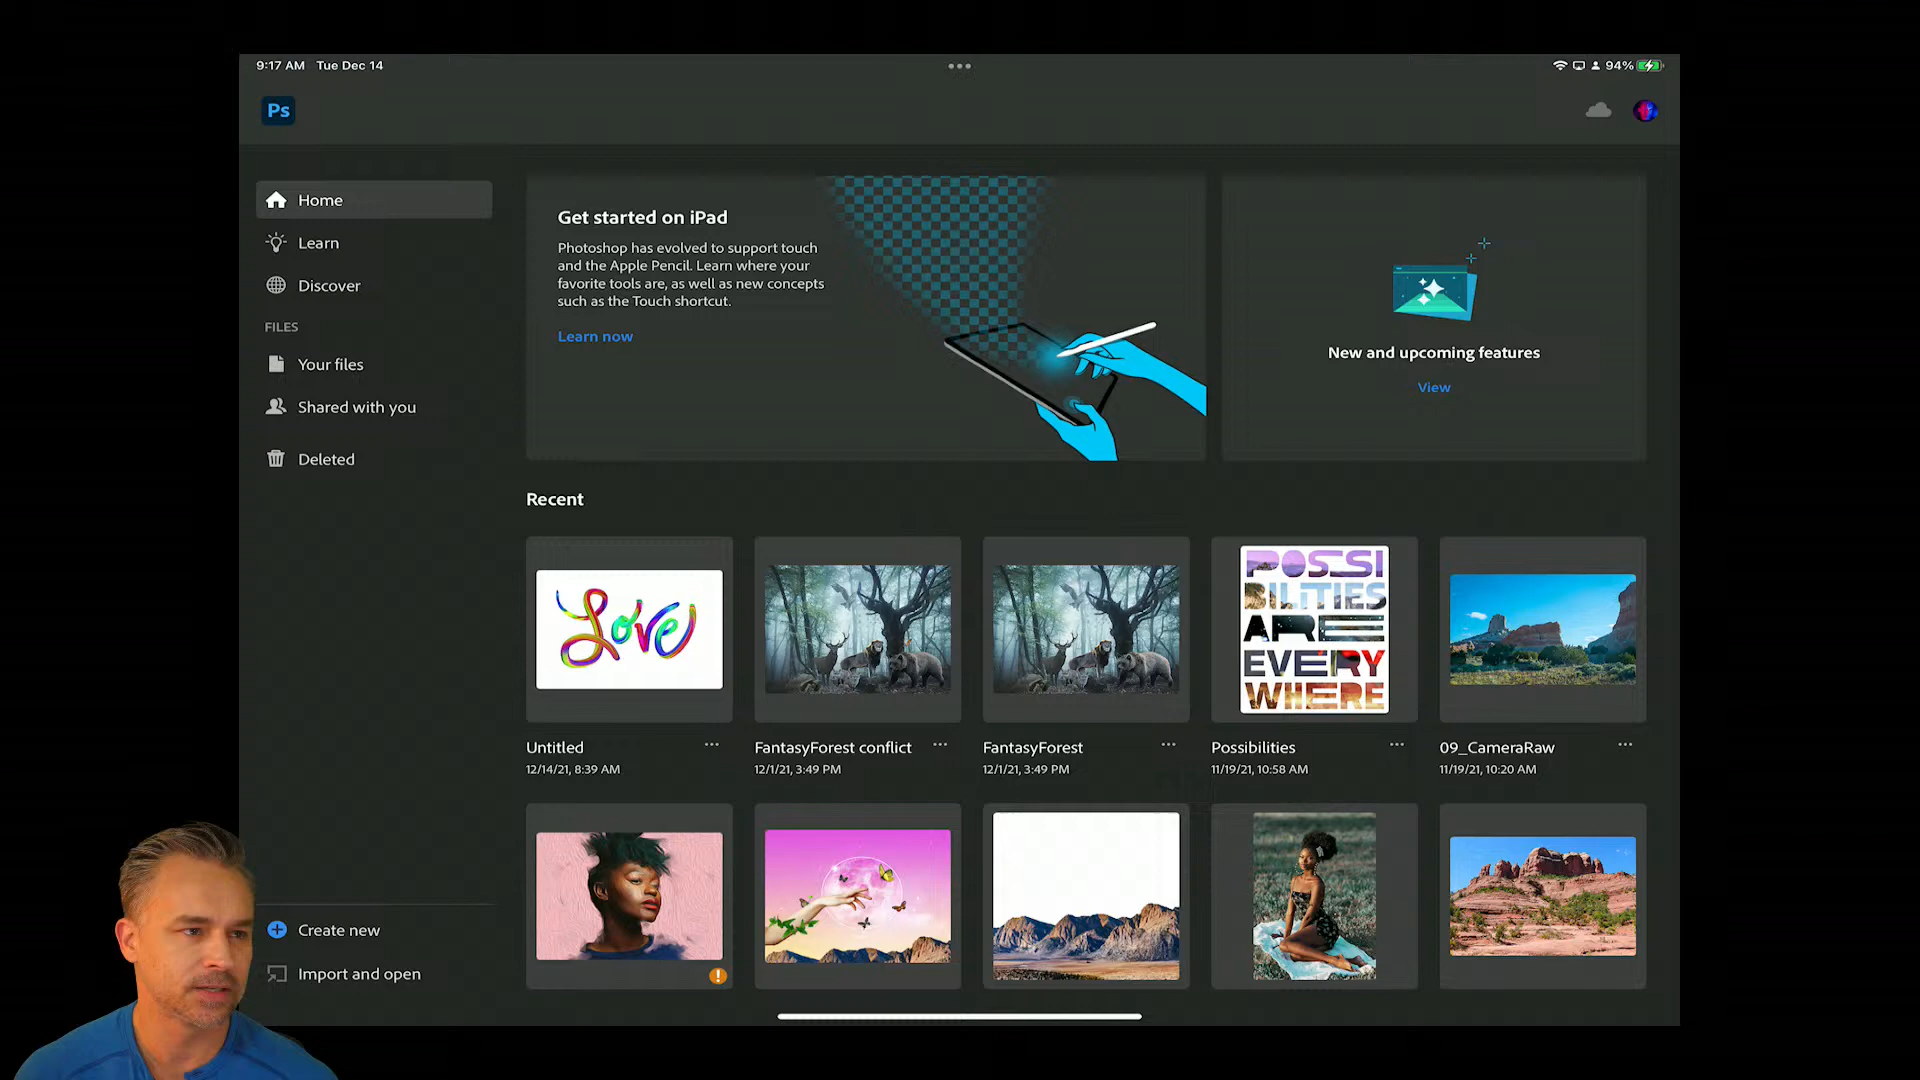 9:17 AM Tue Dec 14
94%
Ps
Home
Learn
Discover
FILES
Your files
Shared with you
Deleted
Create new
Import and open
Get started on iPad
Photoshop has evolved to support touch
and the Apple Pencil. Learn where your
favorite tools are, as well as new concepts
such as the Touch shortcut.
Learn now
New and upcoming features
View
Recent
Love
POSSI
BILITIES
ARE
EVERY
WHERE
Untitled
12/14/21, 8:39 AM
FantasyForest conflict
12/1/21, 3:49 PM
FantasyForest
12/1/21, 3:49 PM
Possibilities
11/19/21, 10:58 AM
09_CameraRaw
11/19/21, 10:20 AM